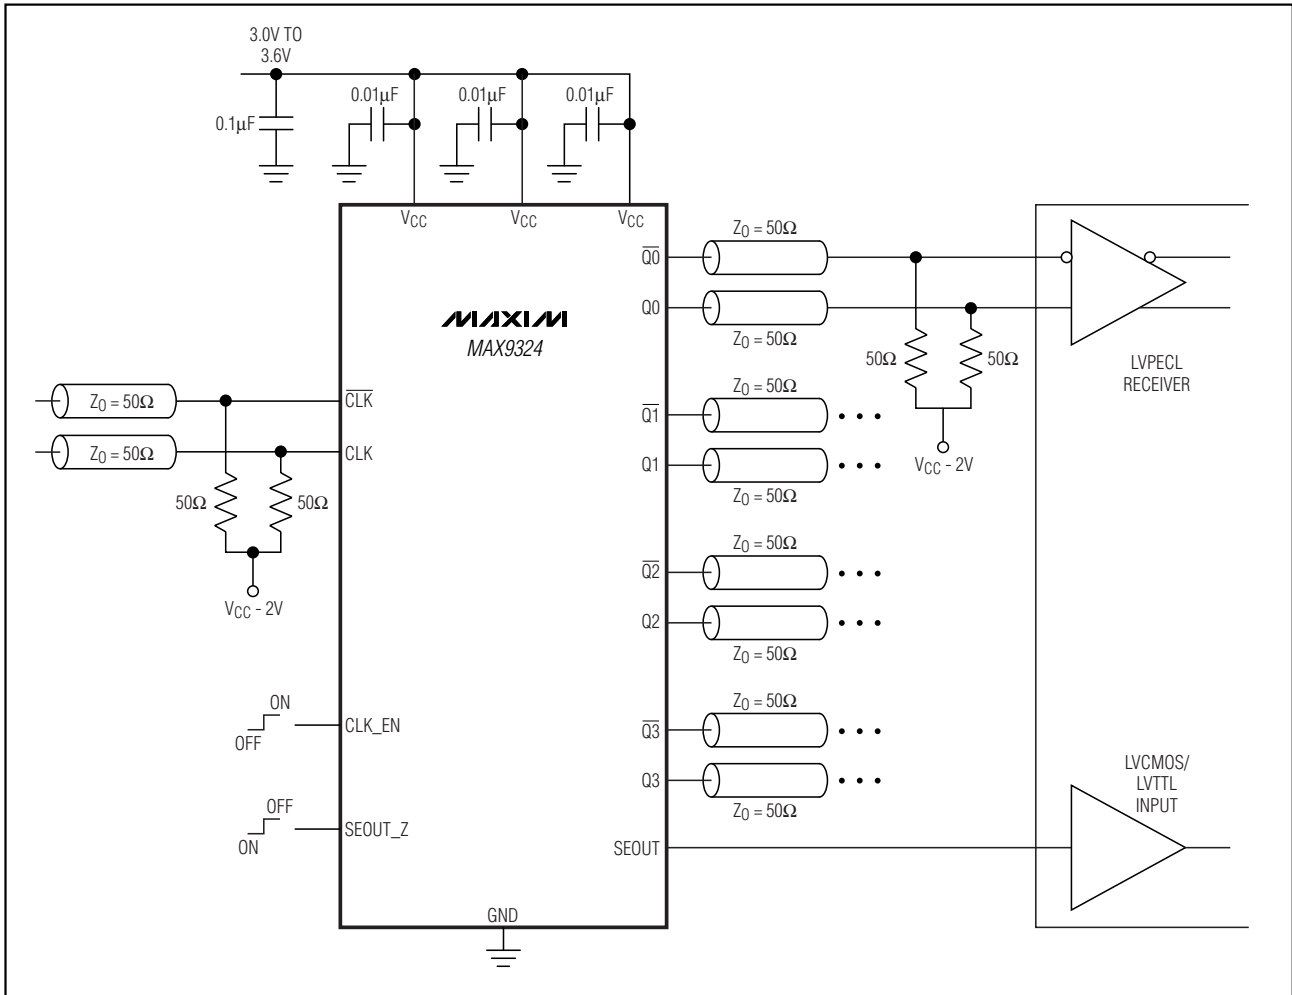 3.0V TO
3.6V
0.1µF
0.01µF
0.01µF
0.01µF
VCC
VCC
VCC
MAXIM
MAX9324
Z0 = 50Ω
Q0
Q0
Z0 = 50Ω
50Ω
50Ω
VCC - 2V
LVPECL
RECEIVER
Z0 = 50Ω
CLK
Z0 = 50Ω
CLK
50Ω
50Ω
VCC - 2V
Z0 = 50Ω
Q1
Q1
Z0 = 50Ω
Z0 = 50Ω
Q2
Q2
Z0 = 50Ω
ON
OFF
CLK_EN
Z0 = 50Ω
Q3
Q3
Z0 = 50Ω
OFF
ON
SEOUT_Z
SEOUT
LVCMOS/
LVTTL
INPUT
GND